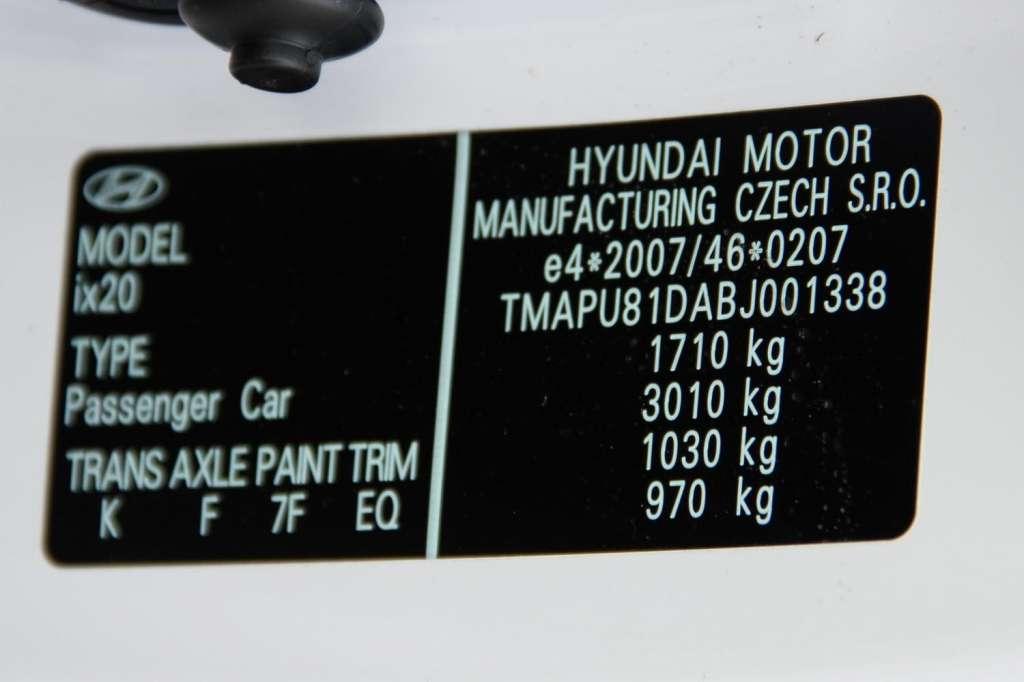 MODEL
ix20
TYPE
Passenger Car
TRANS AXLE PAINT TRIM
K F 7F EQ
HYUNDAI MOTOR
MANUFACTURING CZECH S.R.O.
e4*2007/46*0207
TMAPU81DABJ001338
1710 kg
3010 kg
1030 kg
970 kg